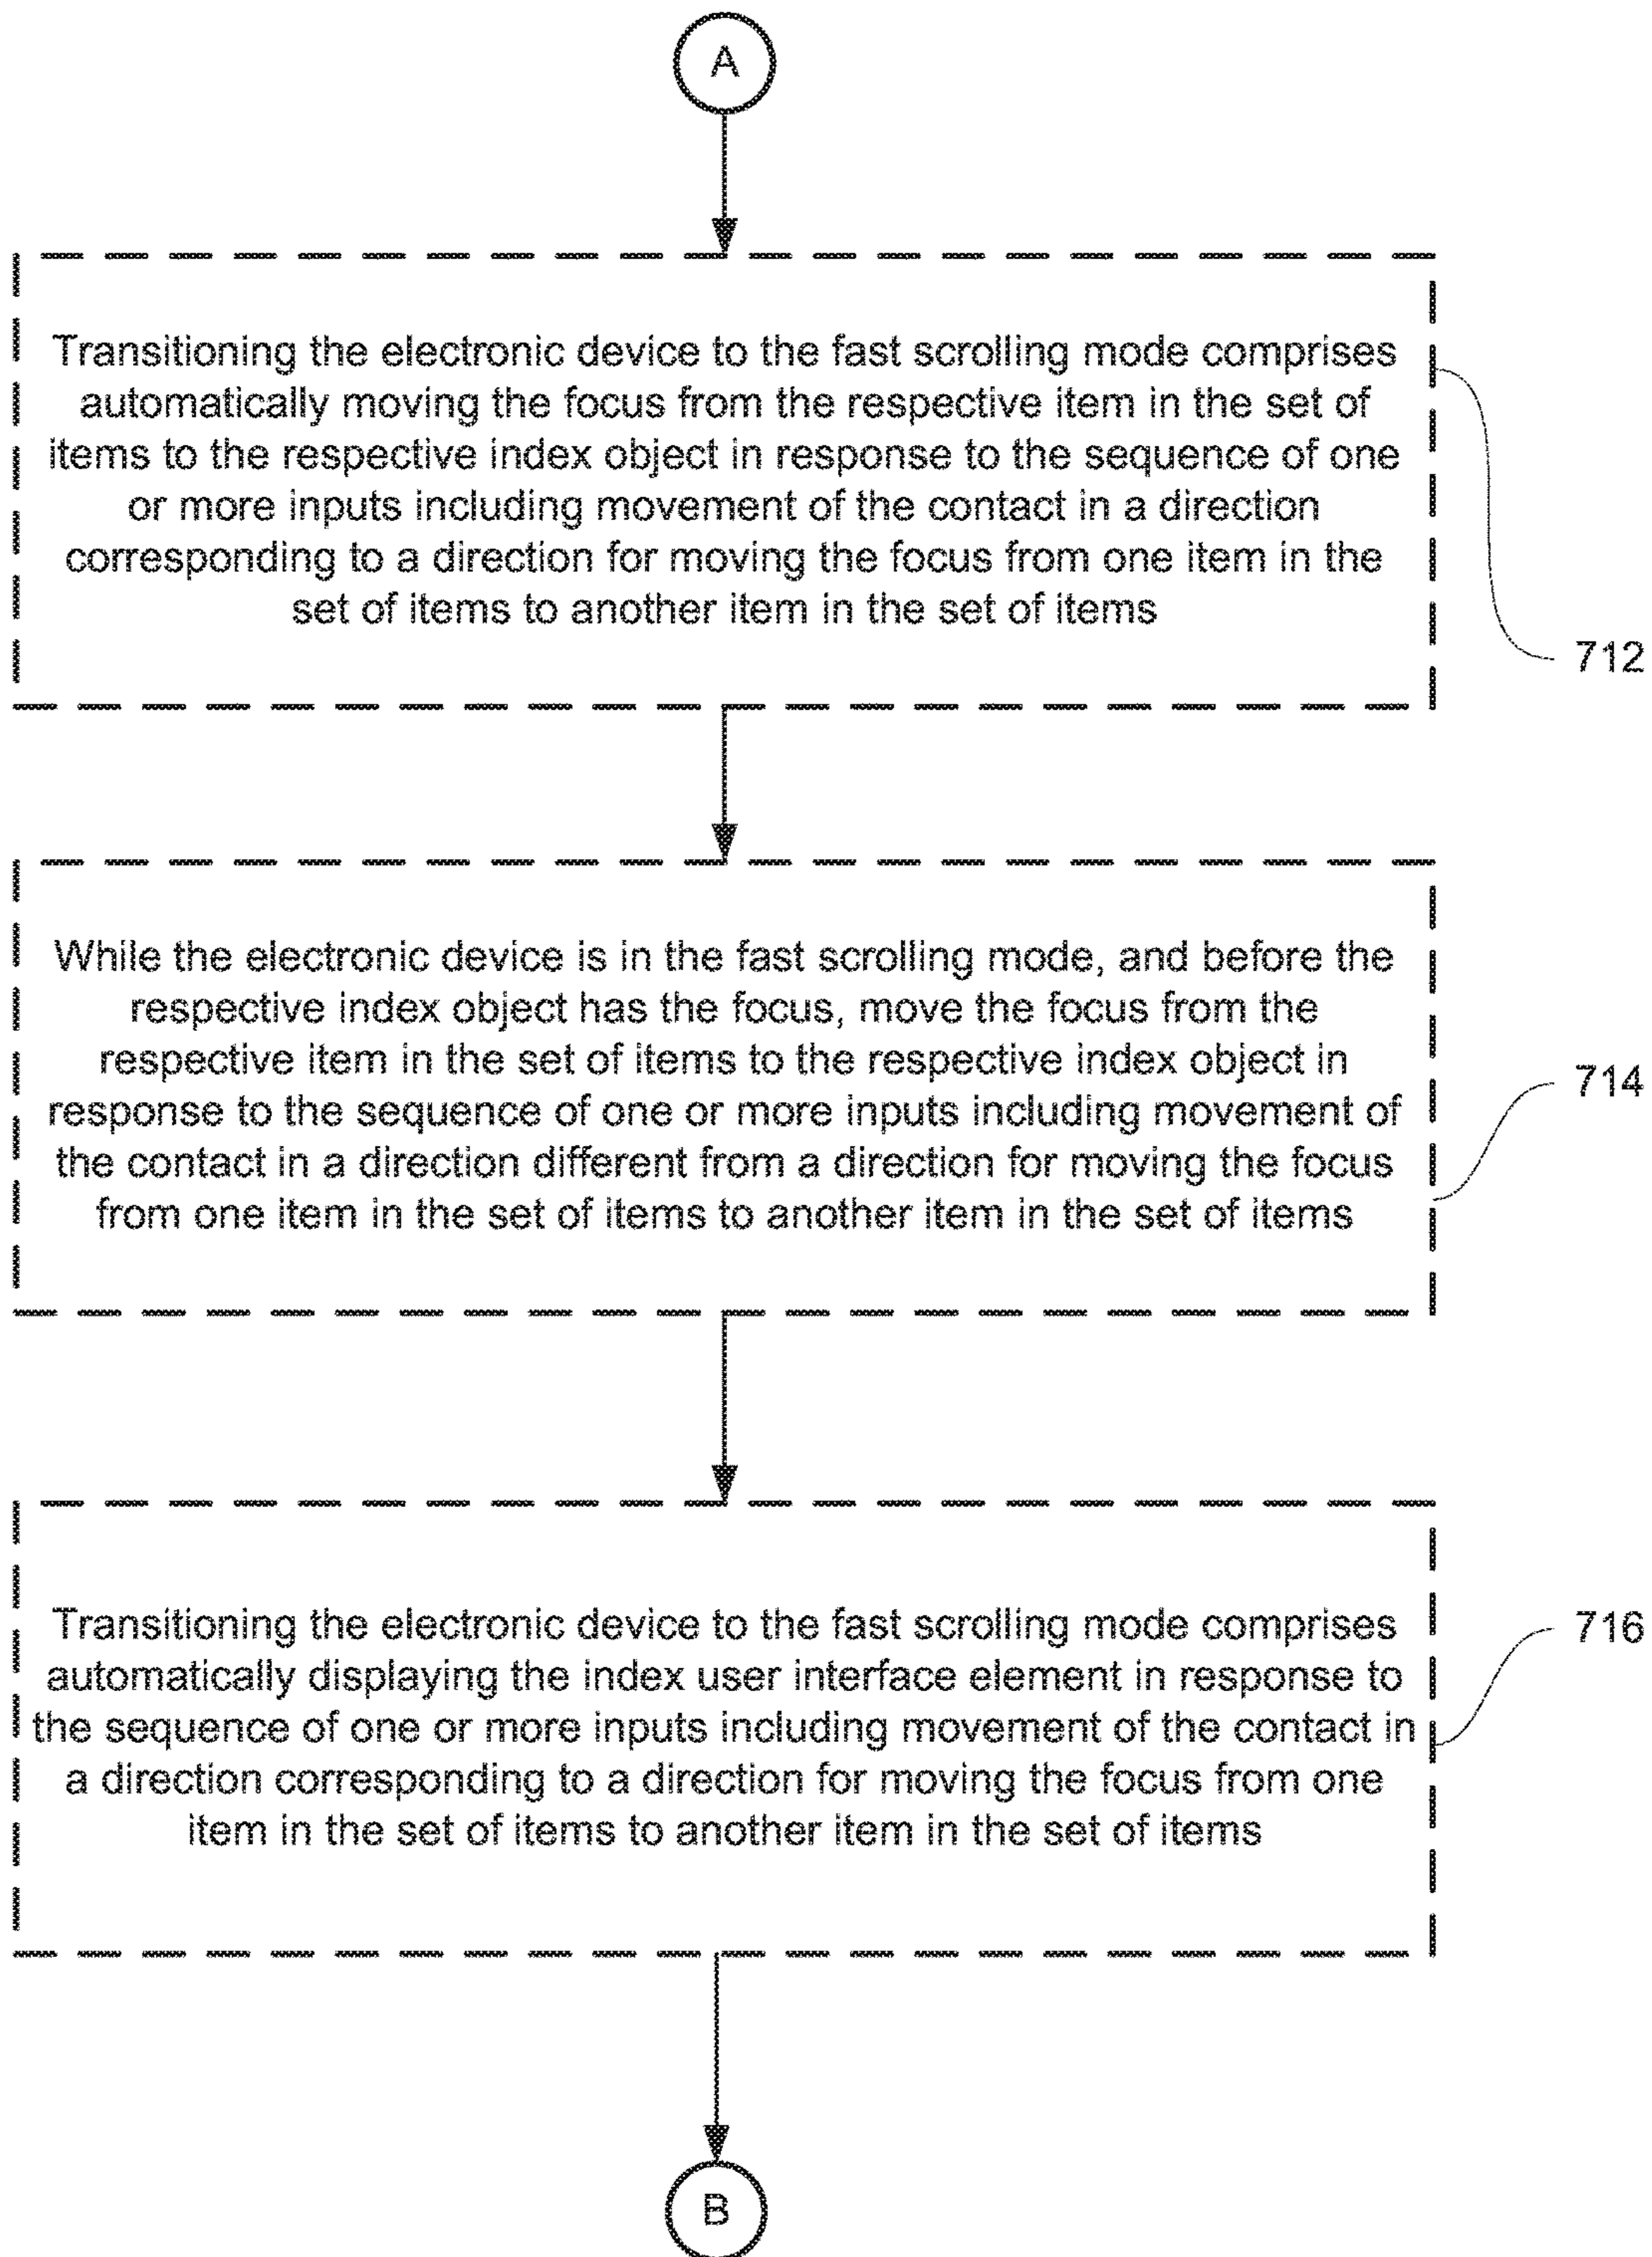 A
Transitioning the electronic device to the fast scrolling mode comprises
automatically moving the focus from the respective item in the set of
items to the respective index object in response to the sequence of one
or more inputs including movement of the contact in a direction
corresponding to a direction for moving the focus from one item in the
set of items to another item in the set of items
712
While the electronic device is in the fast scrolling mode, and before the
respective index object has the focus, move the focus from the
respective item in the set of items to the respective index object in
response to the sequence of one or more inputs including movement of
the contact in a direction different from a direction for moving the focus
from one item in the set of items to another item in the set of items
714
Transitioning the electronic device to the fast scrolling mode comprises
automatically displaying the index user interface element in response to
the sequence of one or more inputs including movement of the contact in
a direction corresponding to a direction for moving the focus from one
item in the set of items to another item in the set of items
716
B